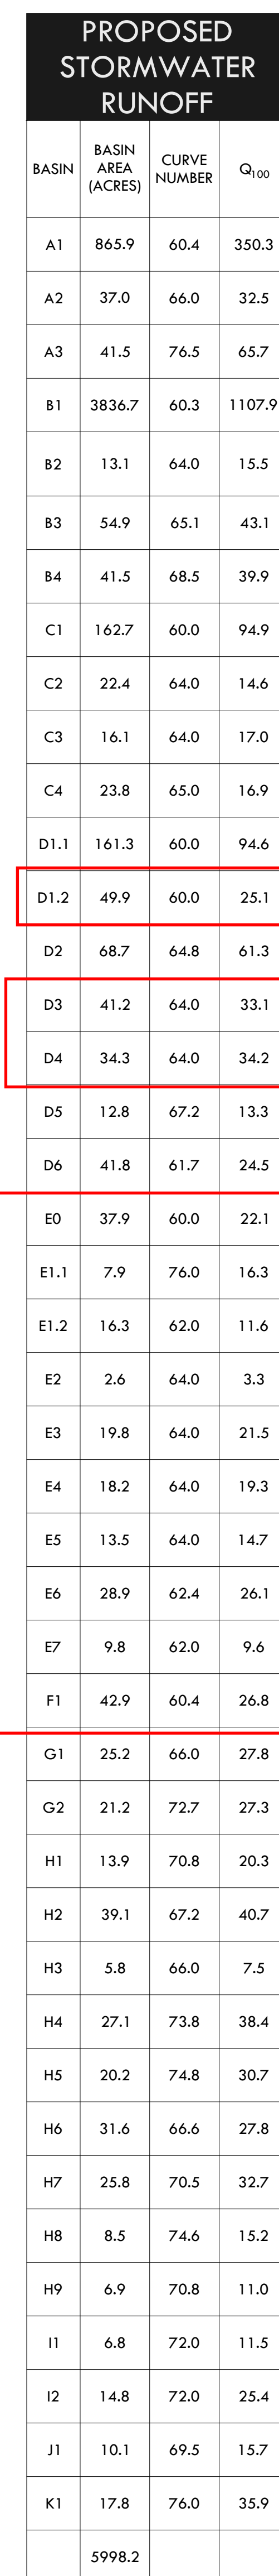 PROPOSED
STORMWATER
RUNOFF
BASIN BASIN AREA (ACRES) CURVE NUMBER Q100
A1 865.9 60.4 350.3
A2 37.0 66.0 32.5
A3 41.5 76.5 65.7
B1 3836.7 60.3 1107.9
B2 13.1 64.0 15.5
B3 54.9 65.1 43.1
B4 41.5 68.5 39.9
C1 162.7 60.0 94.9
C2 22.4 64.0 14.6
C3 16.1 64.0 17.0
C4 23.8 65.0 16.9
D1.1 161.3 60.0 94.6
D1.2 49.9 60.0 25.1
D2 68.7 64.8 61.3
D3 41.2 64.0 33.1
D4 34.3 64.0 34.2
D5 12.8 67.2 13.3
D6 41.8 61.7 24.5
E0 37.9 60.0 22.1
E1.1 7.9 76.0 16.3
E1.2 16.3 62.0 11.6
E2 2.6 64.0 3.3
E3 19.8 64.0 21.5
E4 18.2 64.0 19.3
E5 13.5 64.0 14.7
E6 28.9 62.4 26.1
E7 9.8 62.0 9.6
F1 42.9 60.4 26.8
G1 25.2 66.0 27.8
G2 21.2 72.7 27.3
H1 13.9 70.8 20.3
H2 39.1 67.2 40.7
H3 5.8 66.0 7.5
H4 27.1 73.8 38.4
H5 20.2 74.8 30.7
H6 31.6 66.6 27.8
H7 25.8 70.5 32.7
H8 8.5 74.6 15.2
H9 6.9 70.8 11.0
I1 6.8 72.0 11.5
I2 14.8 72.0 25.4
J1 10.1 69.5 15.7
K1 17.8 76.0 35.9
5998.2